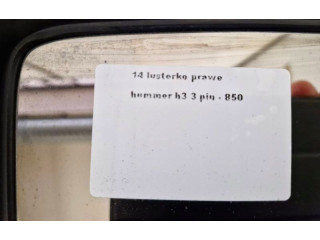 14 lusterko prawe
hummer h3 3 pin - 850